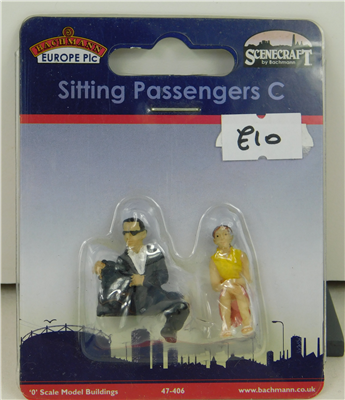 BACHMANN
EUROPE Plc
SCENECRAFT
by Bachmann
Sitting Passengers C
£10
'0' Scale Model Buildings
47-406
www.bachmann.co.uk